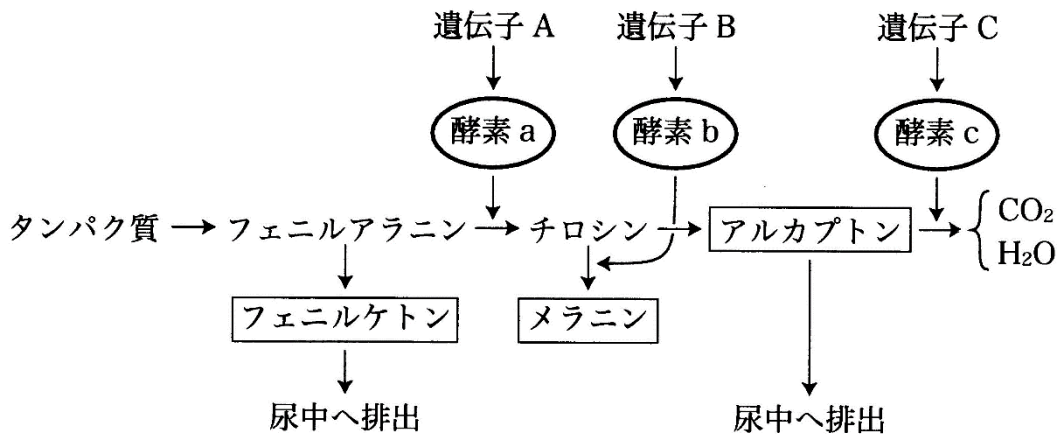 遺伝子 A 遺伝子 B 遺伝子 C
酵素 a 酵素 b 酵素 c
タンパク質 フェニルアラニン チロシン アルカプトン CO₂
H₂O
フェニルケトン メラニン
尿中へ排出 尿中へ排出